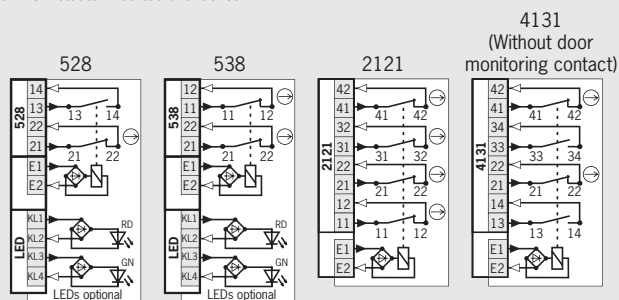 4131
(Without door
monitoring contact)
528
538
2121
528
14
13
22
21
E1
E2
13 14
21 22
LED
KL1
KL2
KL3
KL4
RD
GN
LEDs optional
538
12
11
22
21
E1
E2
11 12
21 22
LED
KL1
KL2
KL3
KL4
RD
GN
LEDs optional
2121
42
41
32
31
22
21
12
11
E1
E2
41 42
31 32
21 22
11 12
4131
42
41
34
33
22
21
14
13
E1
E2
41 42
33 34
21 22
13 14